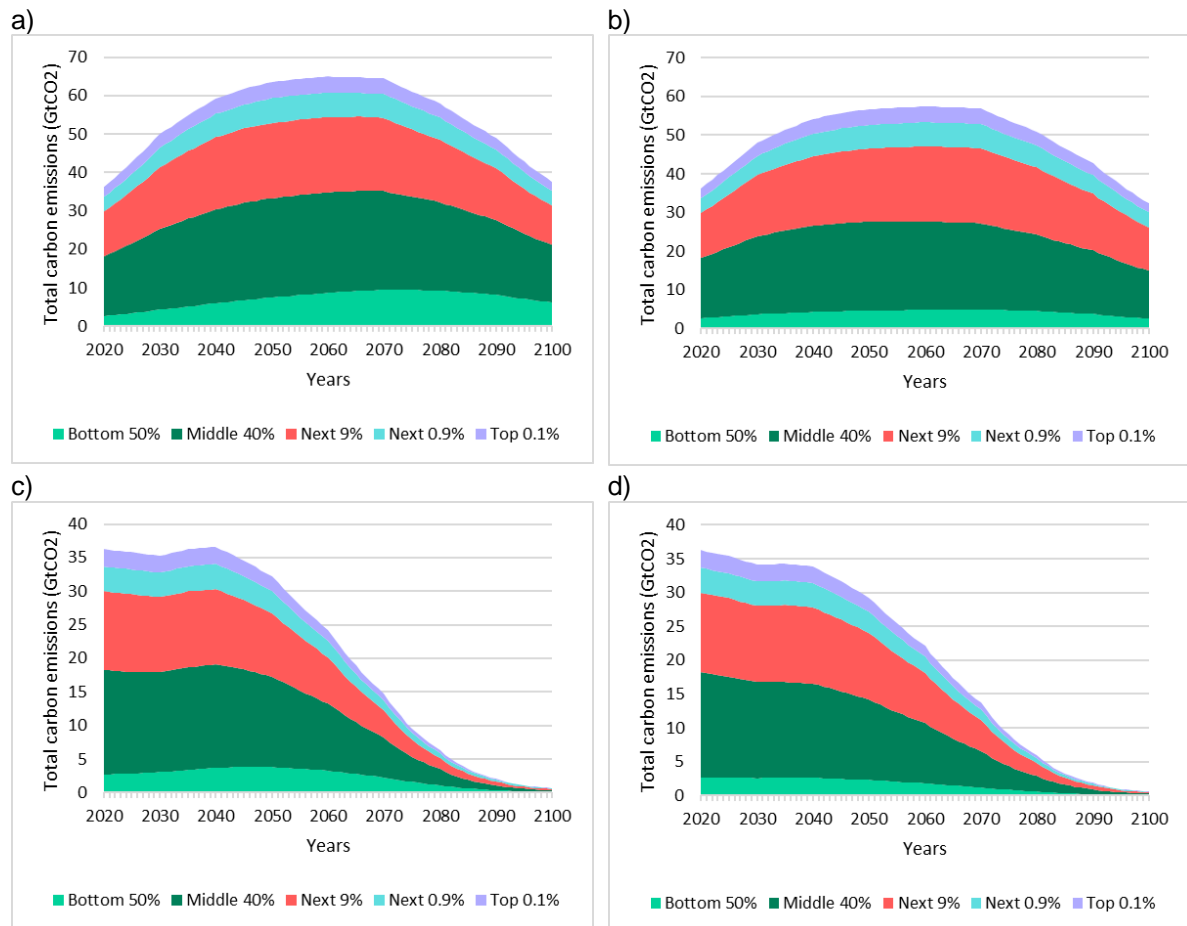 a)
Total carbon emissions (GtCO2)
70
60
50
40
30
20
10
0
2020 2030 2040 2050 2060 2070 2080 2090 2100
Years
Bottom 50% Middle 40% Next 9% Next 0.9% Top 0.1%
b)
Total carbon emissions (GtCO2)
70
60
50
40
30
20
10
0
2020 2030 2040 2050 2060 2070 2080 2090 2100
Years
Bottom 50% Middle 40% Next 9% Next 0.9% Top 0.1%
c)
Total carbon emissions (GtCO2)
40
35
30
25
20
15
10
5
0
2020 2030 2040 2050 2060 2070 2080 2090 2100
Years
Bottom 50% Middle 40% Next 9% Next 0.9% Top 0.1%
d)
Total carbon emissions (GtCO2)
40
35
30
25
20
15
10
5
0
2020 2030 2040 2050 2060 2070 2080 2090 2100
Years
Bottom 50% Middle 40% Next 9% Next 0.9% Top 0.1%